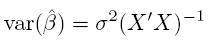 var(β̂) = σ²(X′X)⁻¹